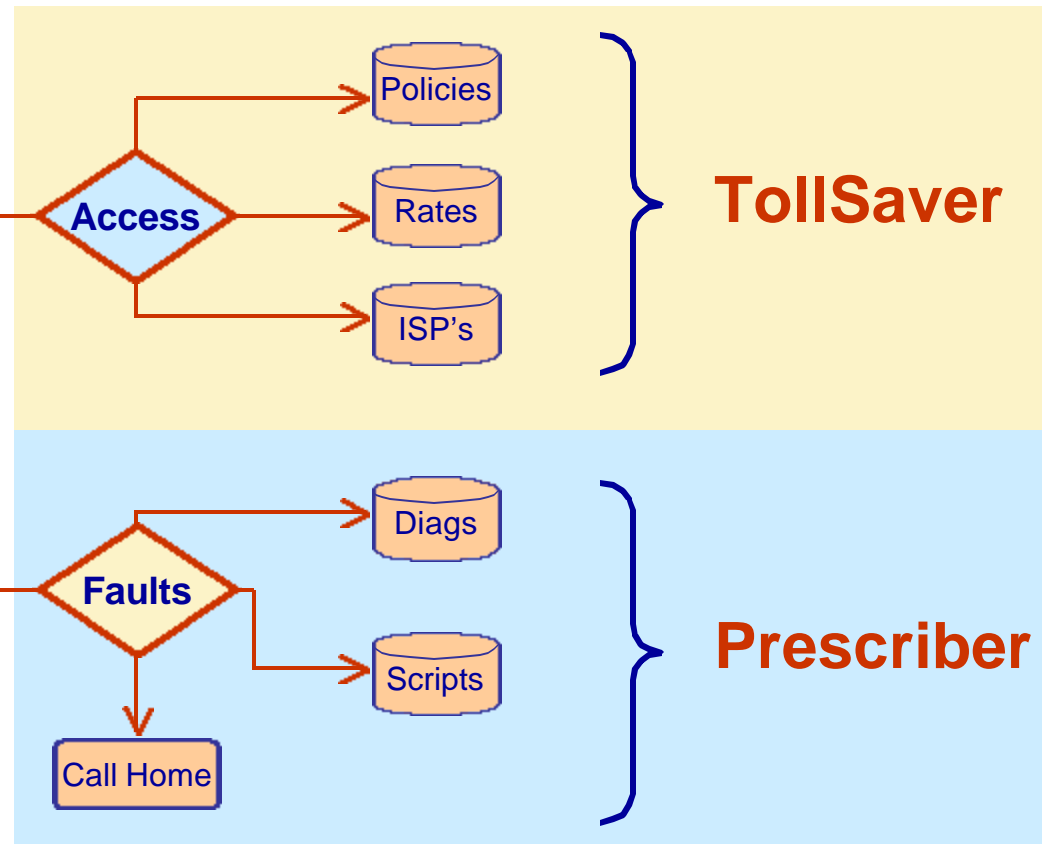 Policies
Access
Rates
TollSaver
ISP's
Diags
Faults
Scripts
Prescriber
Call Home